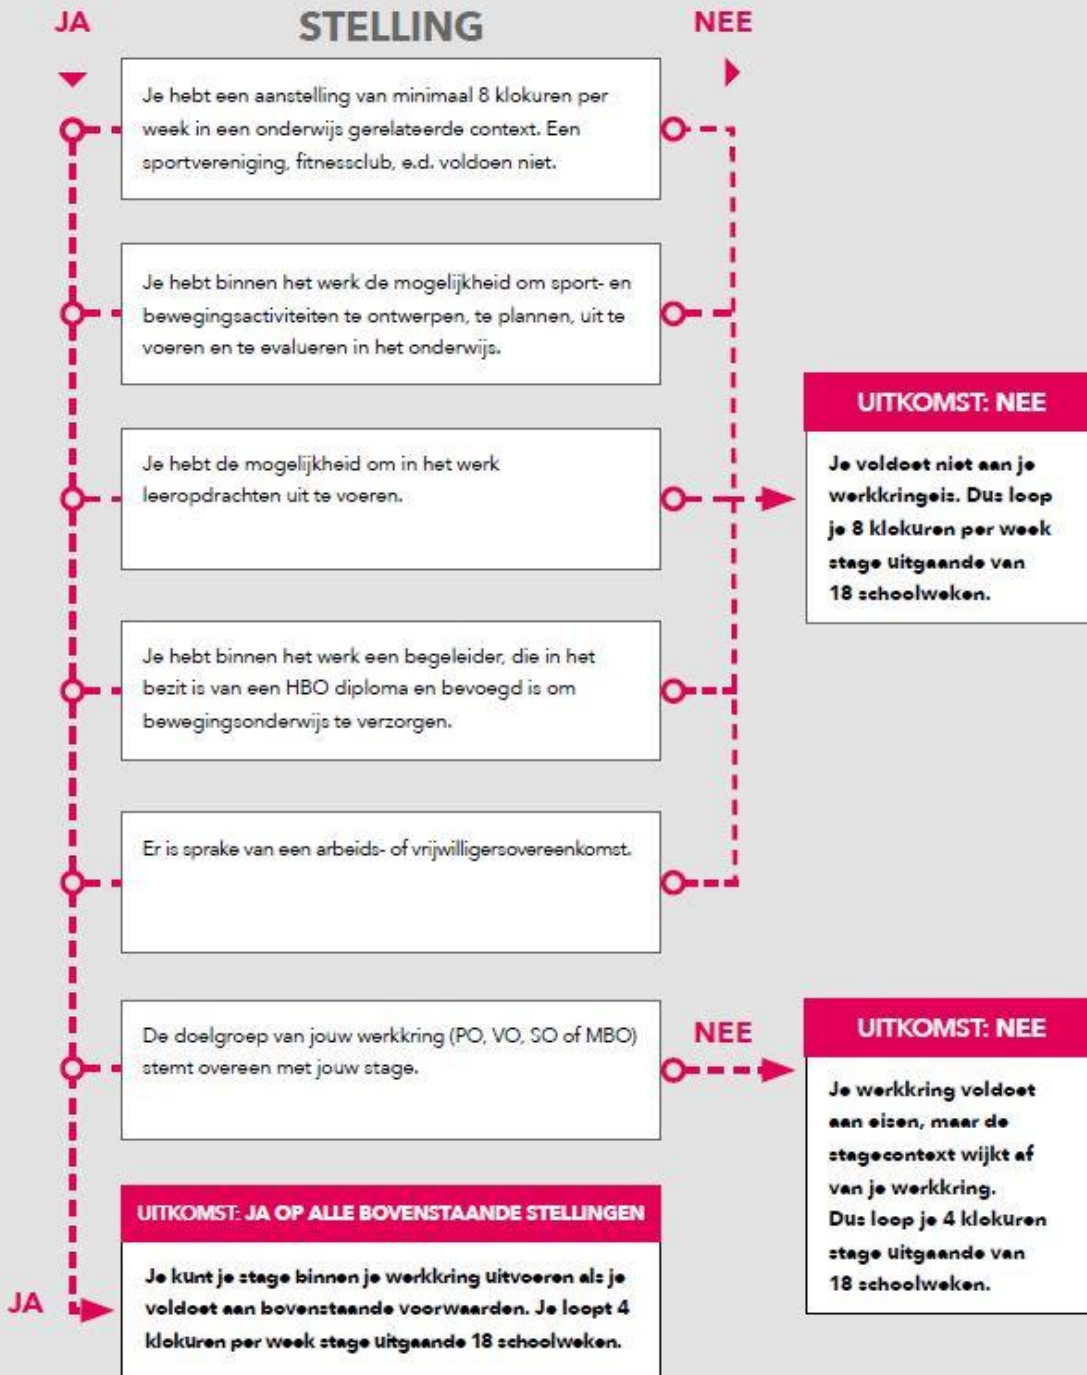 JA
STELLING
NEE
Je hebt een aanstelling van minimaal 8 klokuren per
week in een onderwijs gerelateerde context. Een
sportvereniging, fitnessclub, e.d. voldoen niet.
Je hebt binnen het werk de mogelijkheid om sport- en
bewegingsactiviteiten te ontwerpen, te plannen, uit te
voeren en te evalueren in het onderwijs.
Je hebt de mogelijkheid om in het werk
leeropdrachten uit te voeren.
UITKOMST: NEE
Je voldoet niet aan je
werkkringeis. Dus loop
je 8 klokuren per week
stage uitgaande van
18 schoolweken.
Je hebt binnen het werk een begeleider, die in het
bezit is van een HBO diploma en bevoegd is om
bewegingsonderwijs te verzorgen.
Er is sprake van een arbeids- of vrijwilligersovereenkomst.
De doelgroep van jouw werkkring (PO, VO, SO of MBO)
stemt overeen met jouw stage.
NEE
UITKOMST: NEE
Je werkkring voldoet
aan eisen, maar de
stagecontext wijkt af
van je werkkring.
Dus loop je 4 klokuren
stage uitgaande van
18 schoolweken.
UITKOMST: JA OP ALLE BOVENSTAANDE STELLINGEN
JA
Je kunt je stage binnen je werkkring uitvoeren als je
voldoet aan bovenstaande voorwaarden. Je loopt 4
klokuren per week stage uitgaande 18 schoolweken.